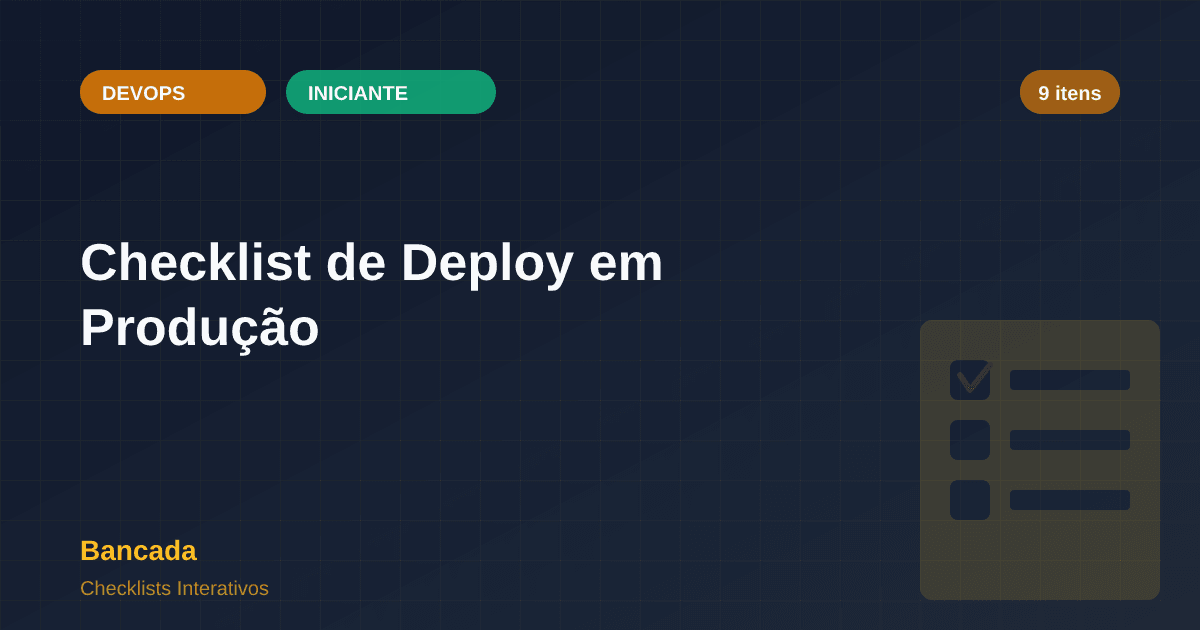 DEVOPS
INICIANTE
9 itens
Checklist de Deploy em
Produção
Bancada
Checklists Interativos